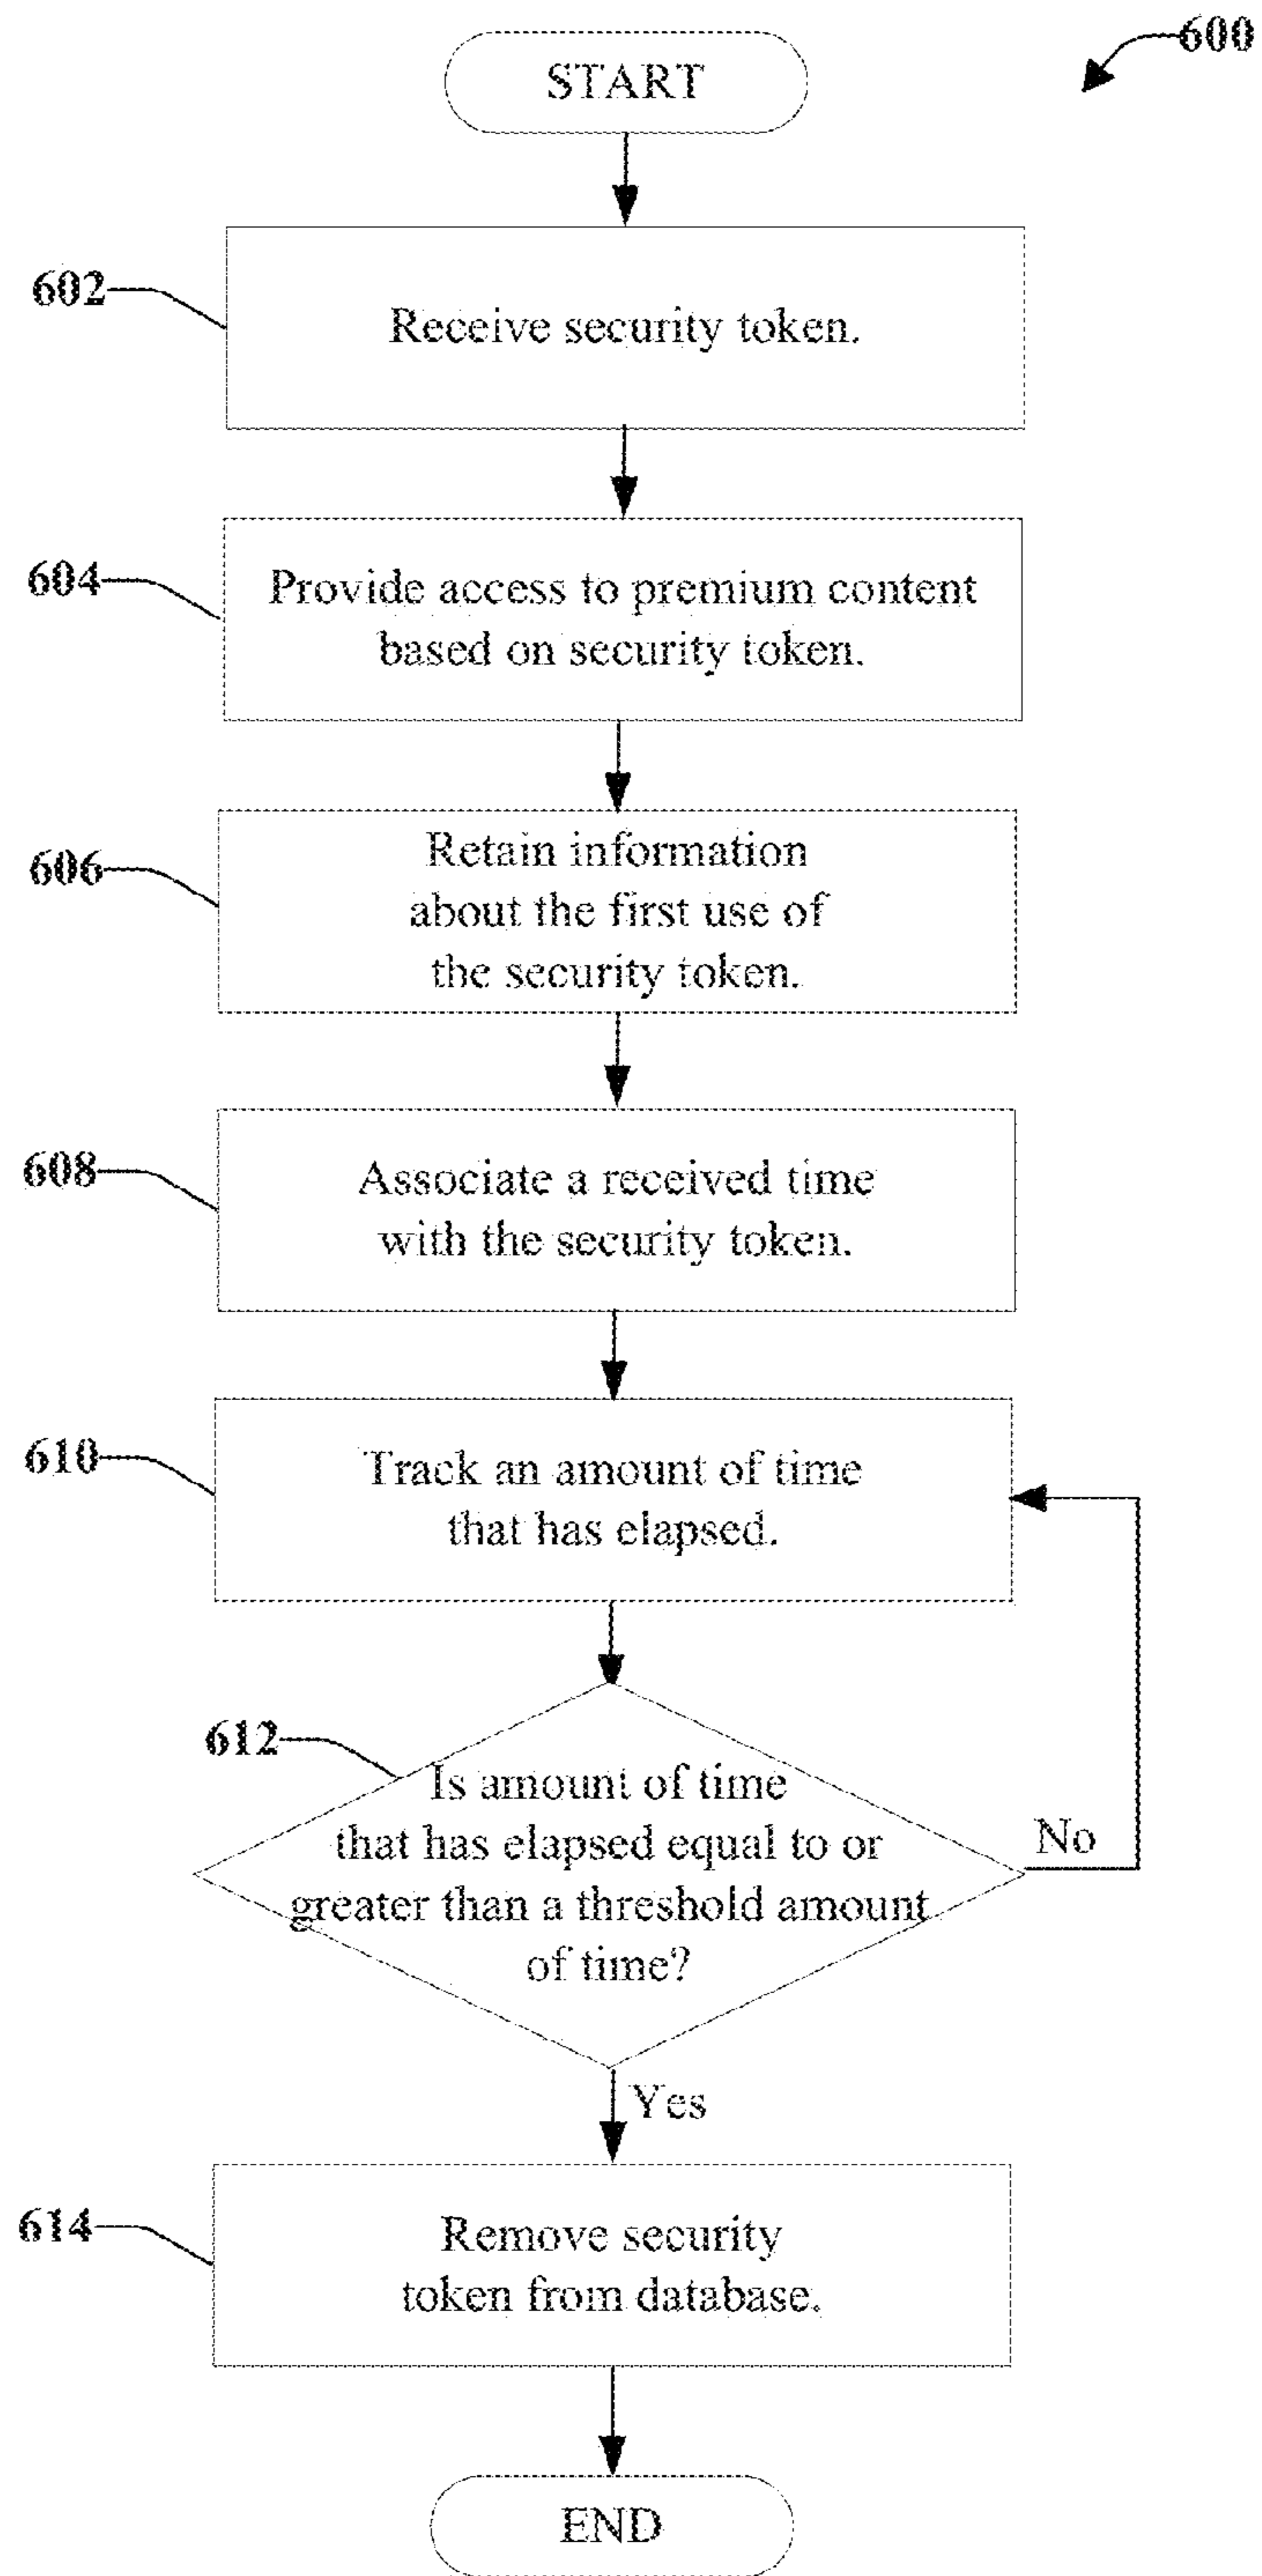 600
START
602
Receive security token.
604
Provide access to premium content
based on security token.
606
Retain information
about the first use of
the security token.
608
Associate a received time
with the security token.
610
Track an amount of time
that has elapsed.
612
Is amount of time
that has elapsed equal to or
greater than a threshold amount
of time?
No
Yes
614
Remove security
token from database.
END